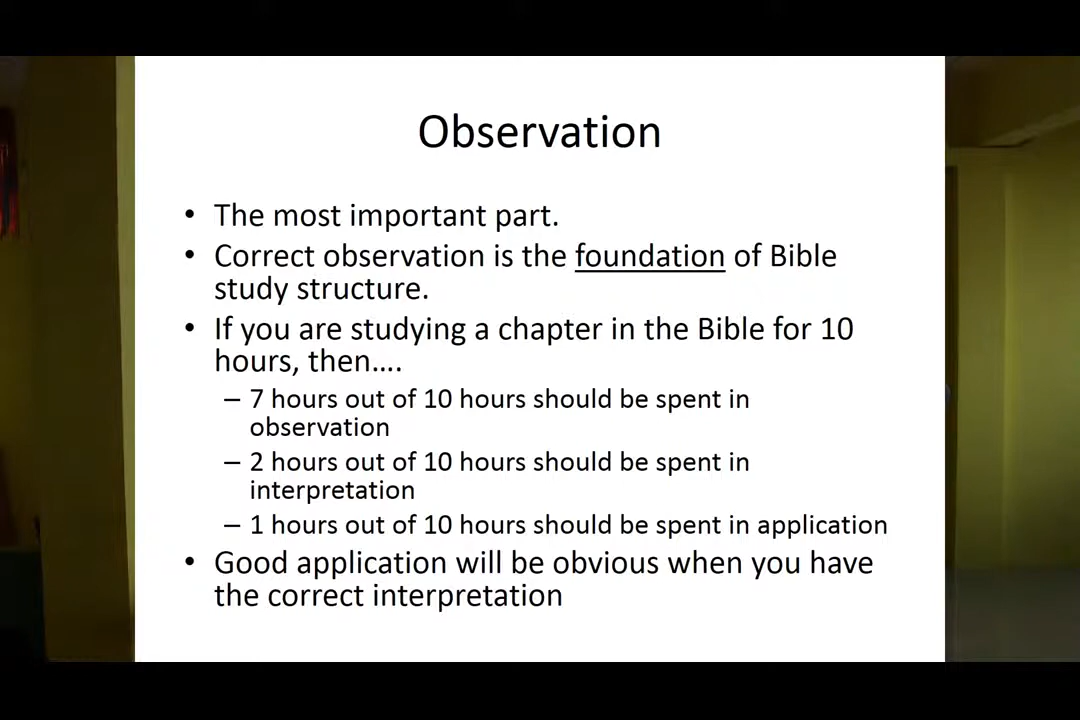 Observation
• The most important part.
• Correct observation is the foundation of Bible
study structure.
• If you are studying a chapter in the Bible for 10
hours, then….
– 7 hours out of 10 hours should be spent in
observation
– 2 hours out of 10 hours should be spent in
interpretation
– 1 hours out of 10 hours should be spent in application
• Good application will be obvious when you have
the correct interpretation